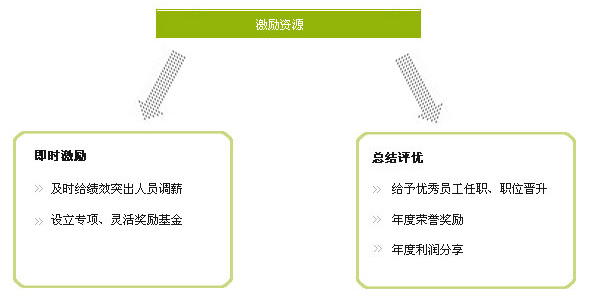 激励资源
即时激励
及时给绩效突出人员调薪
设立专项、灵活奖励基金
总结评优
给予优秀员工任职、职位晋升
年度荣誉奖励
年度利润分享